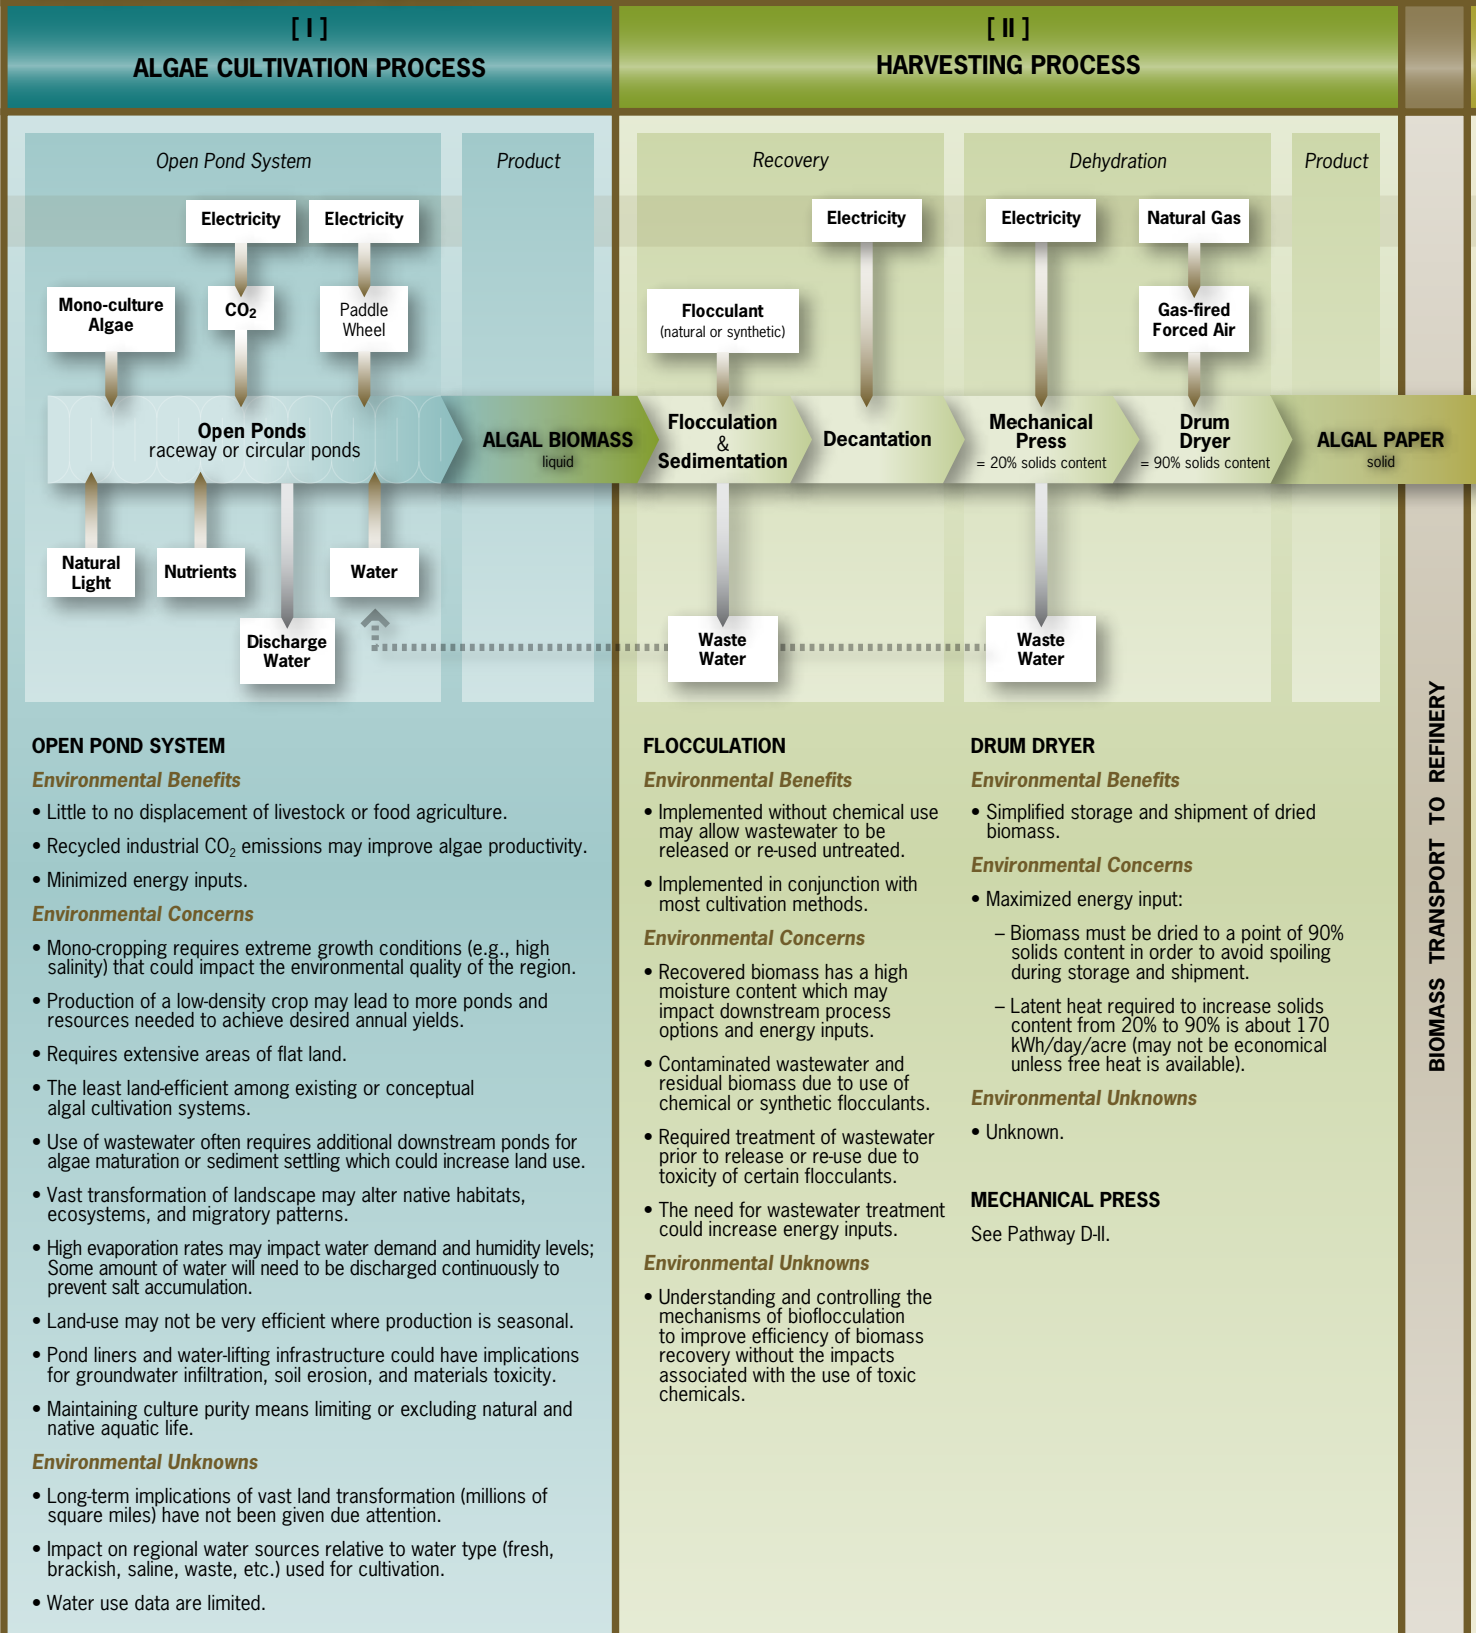 [ I ]
ALGAE CULTIVATION PROCESS
[ II ]
HARVESTING PROCESS
Open Pond System
Product
Recovery
Dehydration
Product
Electricity
Electricity
Electricity
Electricity
Natural Gas
Mono-culture
Algae
CO₂
Paddle
Wheel
Flocculant
(natural or synthetic)
Gas-fired
Forced Air
Open Ponds
raceway or circular ponds
ALGAL BIOMASS
liquid
Flocculation
&
Sedimentation
Decantation
Mechanical
Press
= 20% solids content
Drum
Dryer
= 90% solids content
ALGAL PAPER
solid
Natural
Light
Nutrients
Water
Discharge
Water
Waste
Water
Waste
Water
OPEN POND SYSTEM
Environmental Benefits
• Little to no displacement of livestock or food agriculture.
• Recycled industrial CO₂ emissions may improve algae productivity.
• Minimized energy inputs.
Environmental Concerns
• Mono-cropping requires extreme growth conditions (e.g., high
salinity) that could impact the environmental quality of the region.
• Production of a low-density crop may lead to more ponds and
resources needed to achieve desired annual yields.
• Requires extensive areas of flat land.
• The least land-efficient among existing or conceptual
algal cultivation systems.
• Use of wastewater often requires additional downstream ponds for
algae maturation or sediment settling which could increase land use.
• Vast transformation of landscape may alter native habitats,
ecosystems, and migratory patterns.
• High evaporation rates may impact water demand and humidity levels;
Some amount of water will need to be discharged continuously to
prevent salt accumulation.
• Land-use may not be very efficient where production is seasonal.
• Pond liners and water-lifting infrastructure could have implications
for groundwater infiltration, soil erosion, and materials toxicity.
• Maintaining culture purity means limiting or excluding natural and
native aquatic life.
Environmental Unknowns
• Long-term implications of vast land transformation (millions of
square miles) have not been given due attention.
• Impact on regional water sources relative to water type (fresh,
brackish, saline, waste, etc.) used for cultivation.
• Water use data are limited.
FLOCCULATION
Environmental Benefits
• Implemented without chemical use
may allow wastewater to be
released or re-used untreated.
• Implemented in conjunction with
most cultivation methods.
Environmental Concerns
• Recovered biomass has a high
moisture content which may
impact downstream process
options and energy inputs.
• Contaminated wastewater and
residual biomass due to use of
chemical or synthetic flocculants.
• Required treatment of wastewater
prior to release or re-use due to
toxicity of certain flocculants.
• The need for wastewater treatment
could increase energy inputs.
Environmental Unknowns
• Understanding and controlling the
mechanisms of bioflocculation
to improve efficiency of biomass
recovery without the impacts
associated with the use of toxic
chemicals.
DRUM DRYER
Environmental Benefits
• Simplified storage and shipment of dried
biomass.
Environmental Concerns
• Maximized energy input:
– Biomass must be dried to a point of 90%
solids content in order to avoid spoiling
during storage and shipment.
– Latent heat required to increase solids
content from 20% to 90% is about 170
kWh/day/acre (may not be economical
unless free heat is available).
Environmental Unknowns
• Unknown.
MECHANICAL PRESS
See Pathway D-II.
BIOMASS TRANSPORT TO REFINERY